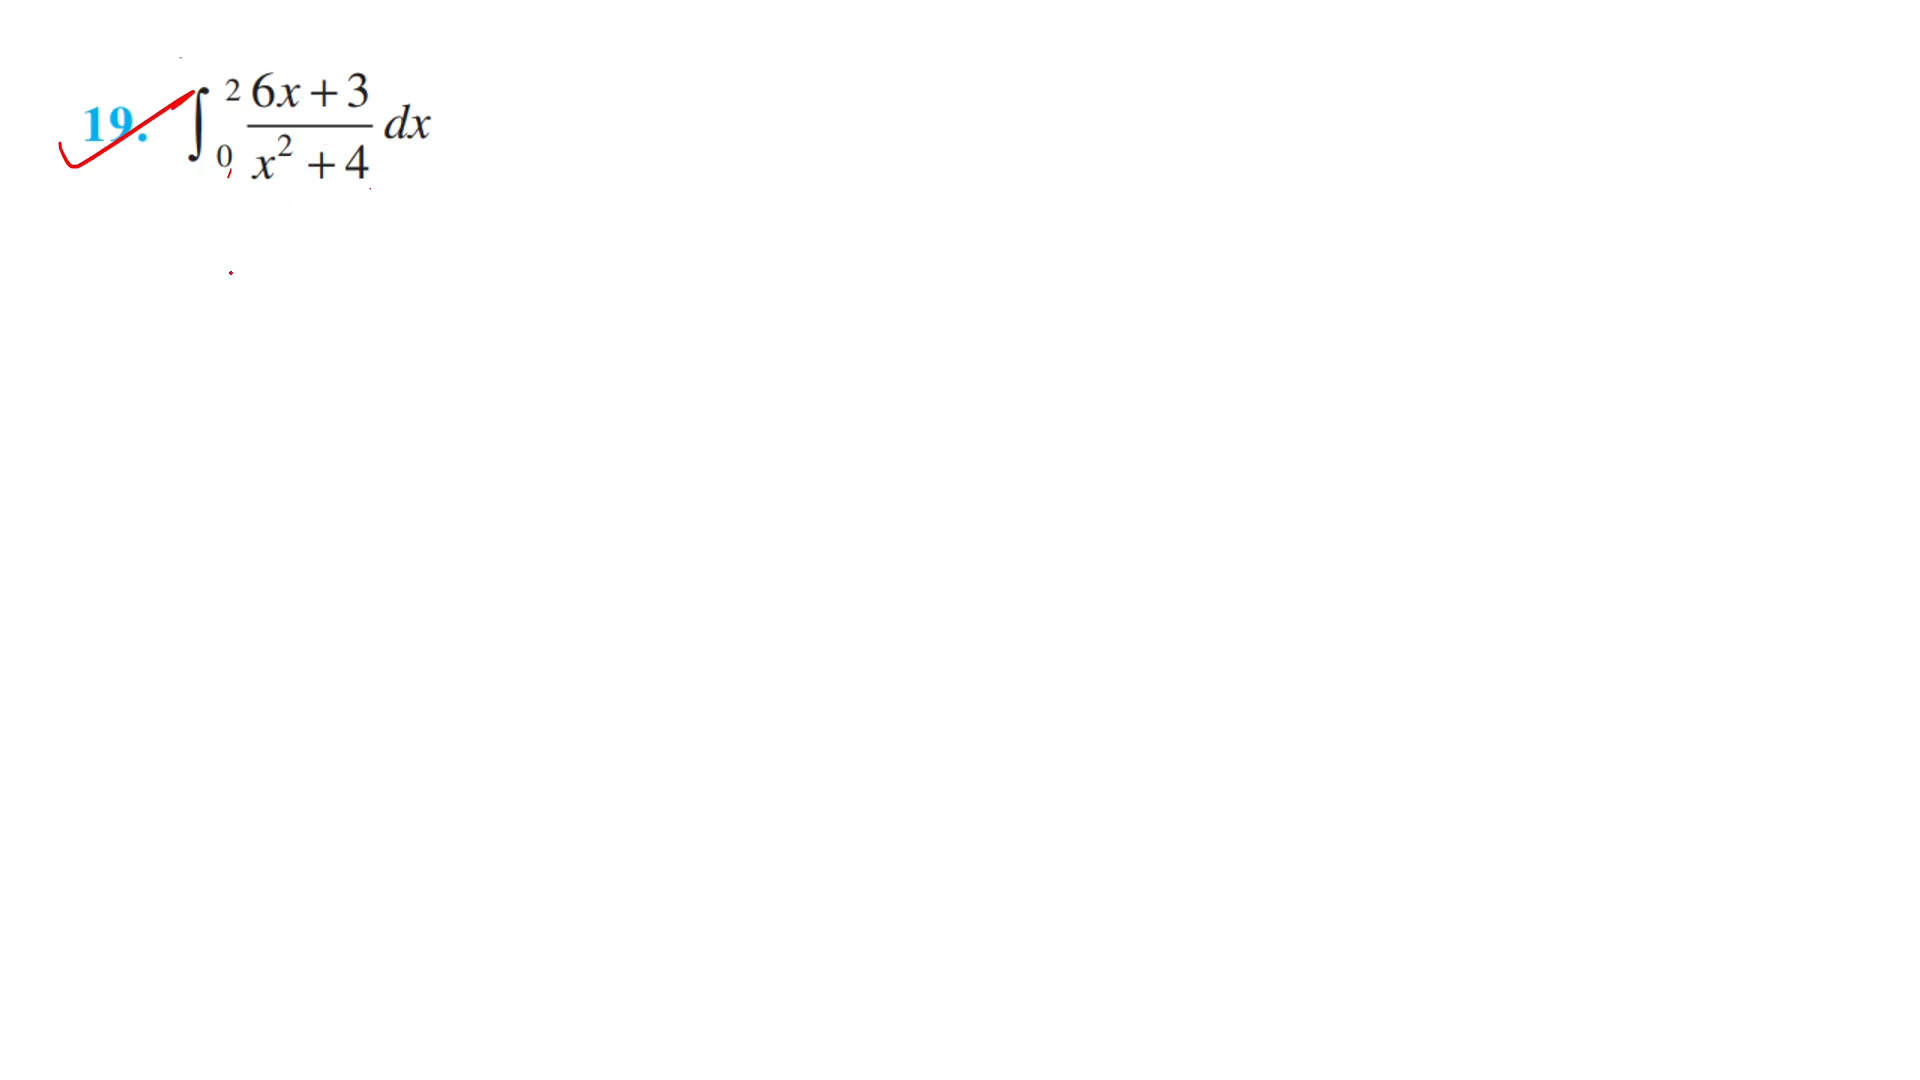 19. ∫₀² (6x + 3)/(x² + 4) dx